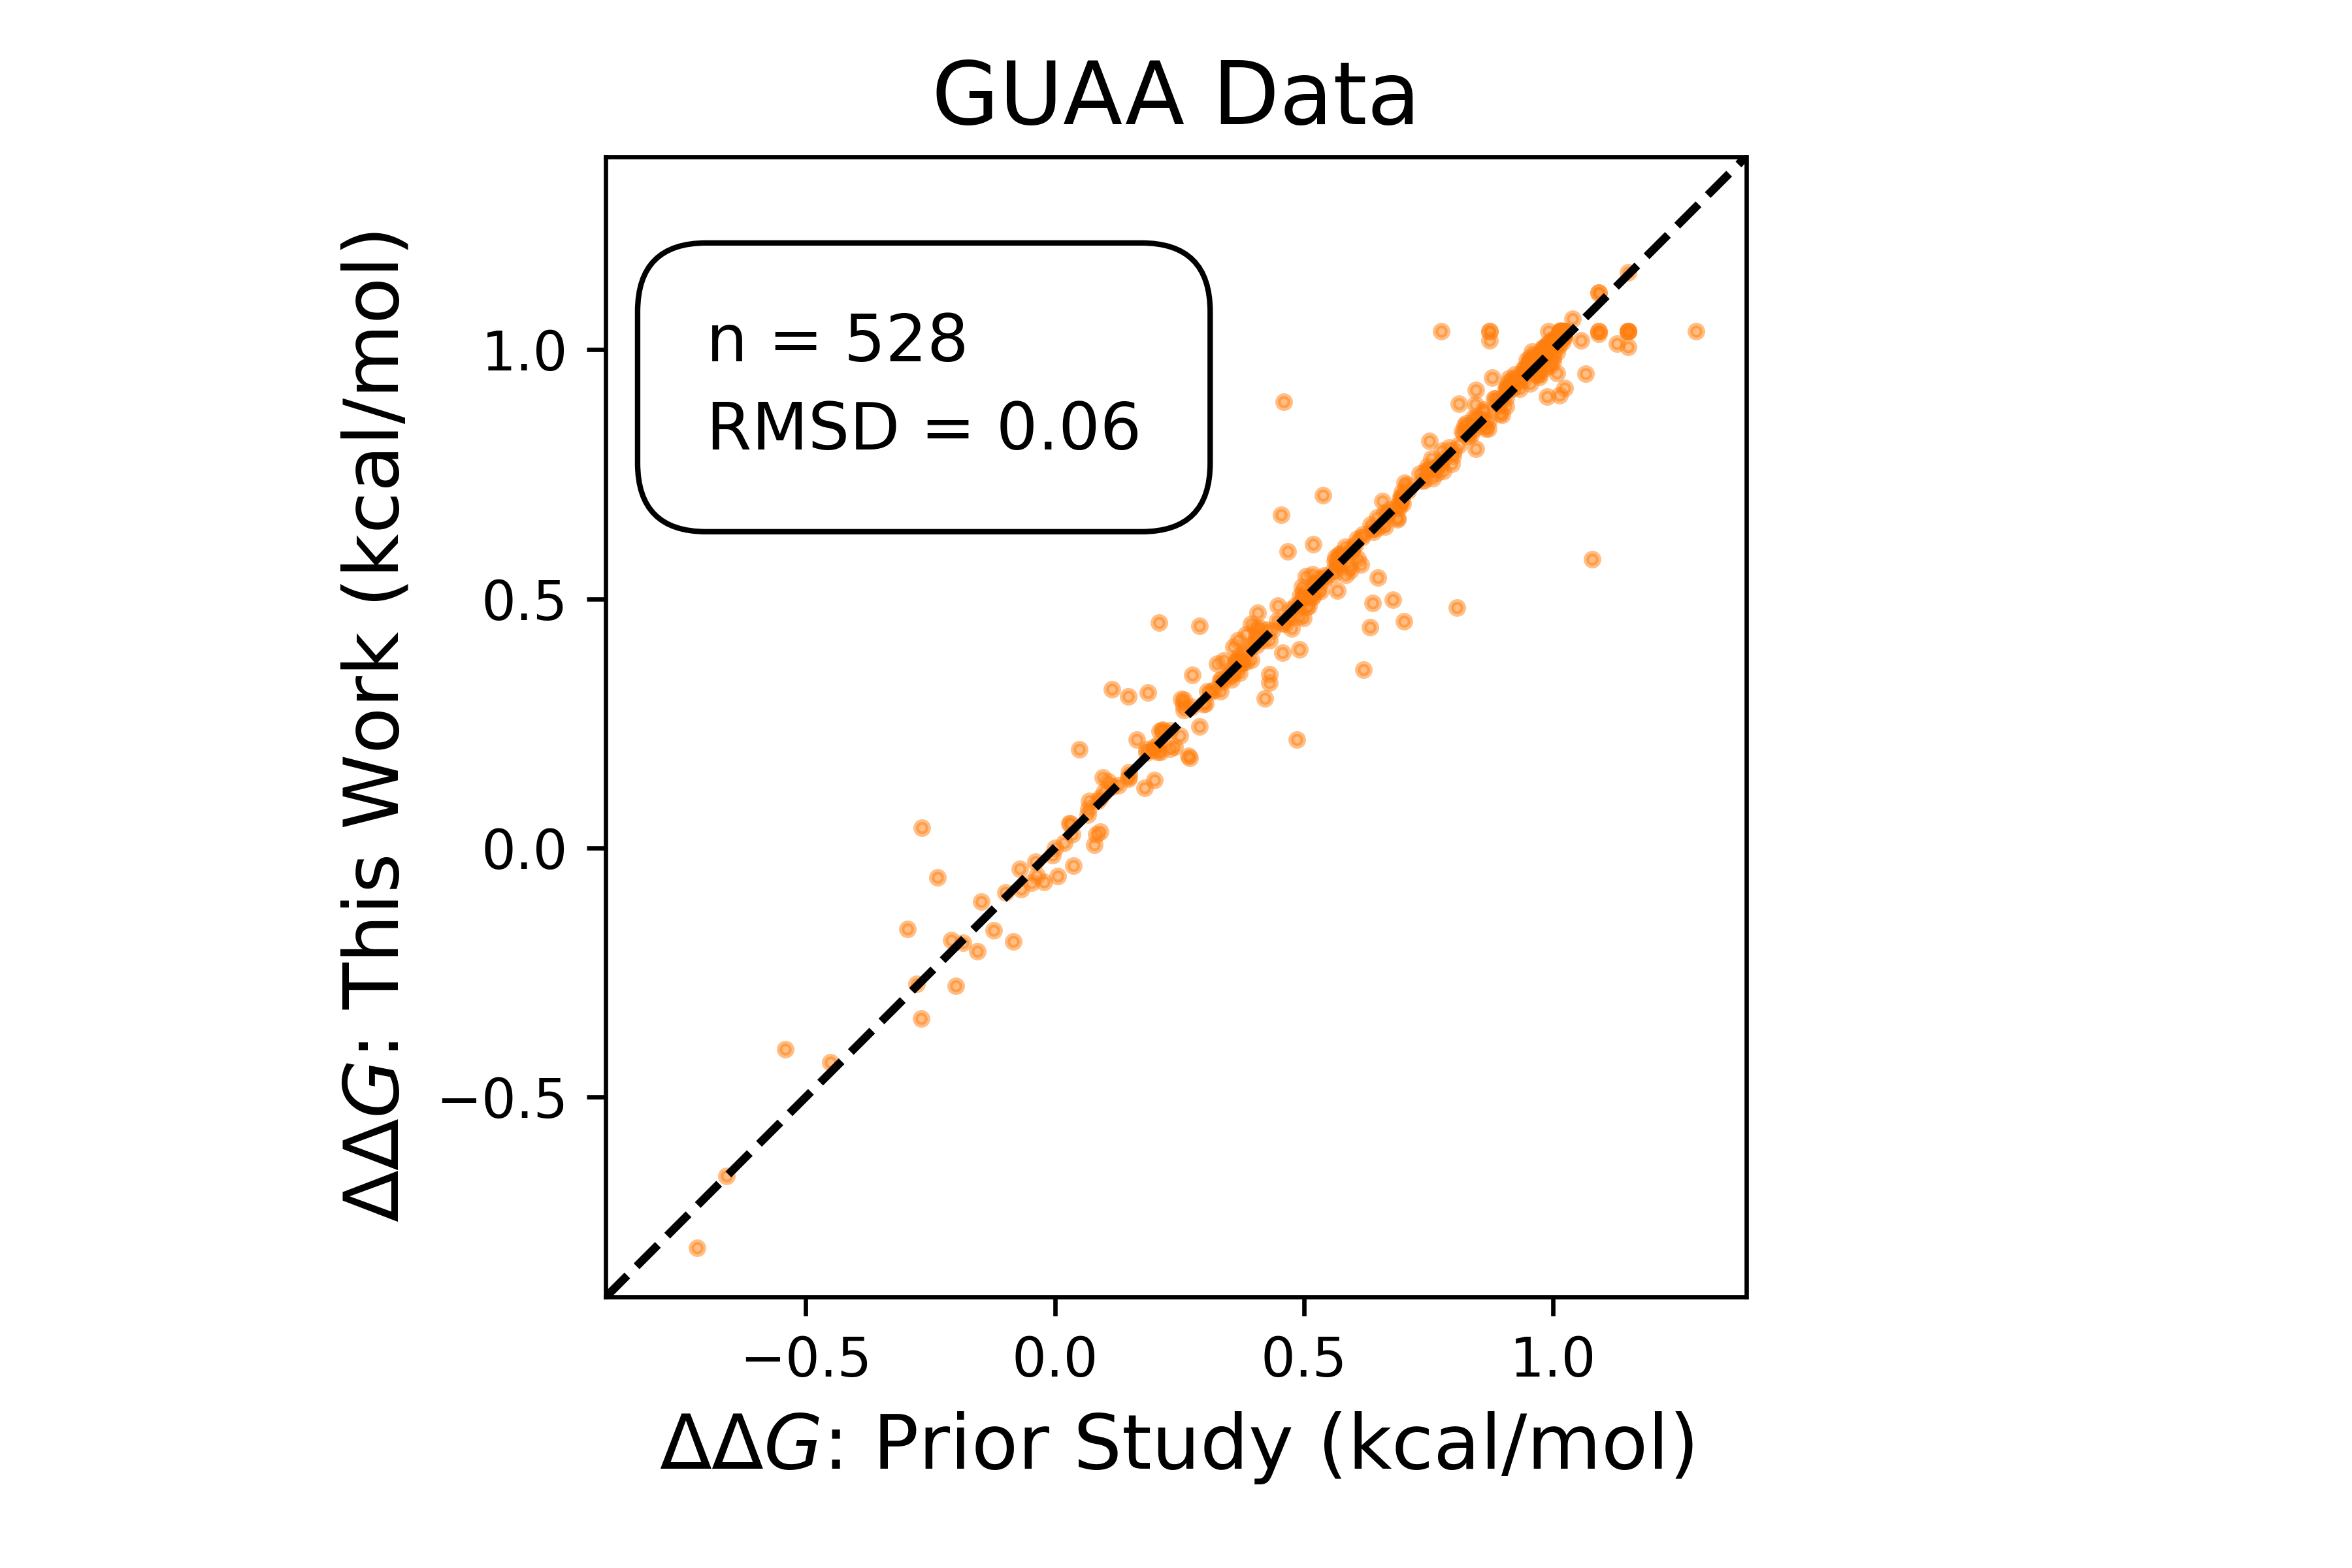 GUAA Data
n = 528
RMSD = 0.06
ΔΔG: This Work (kcal/mol)
1.0
0.5
0.0
−0.5
−0.5 0.0 0.5 1.0
ΔΔG: Prior Study (kcal/mol)